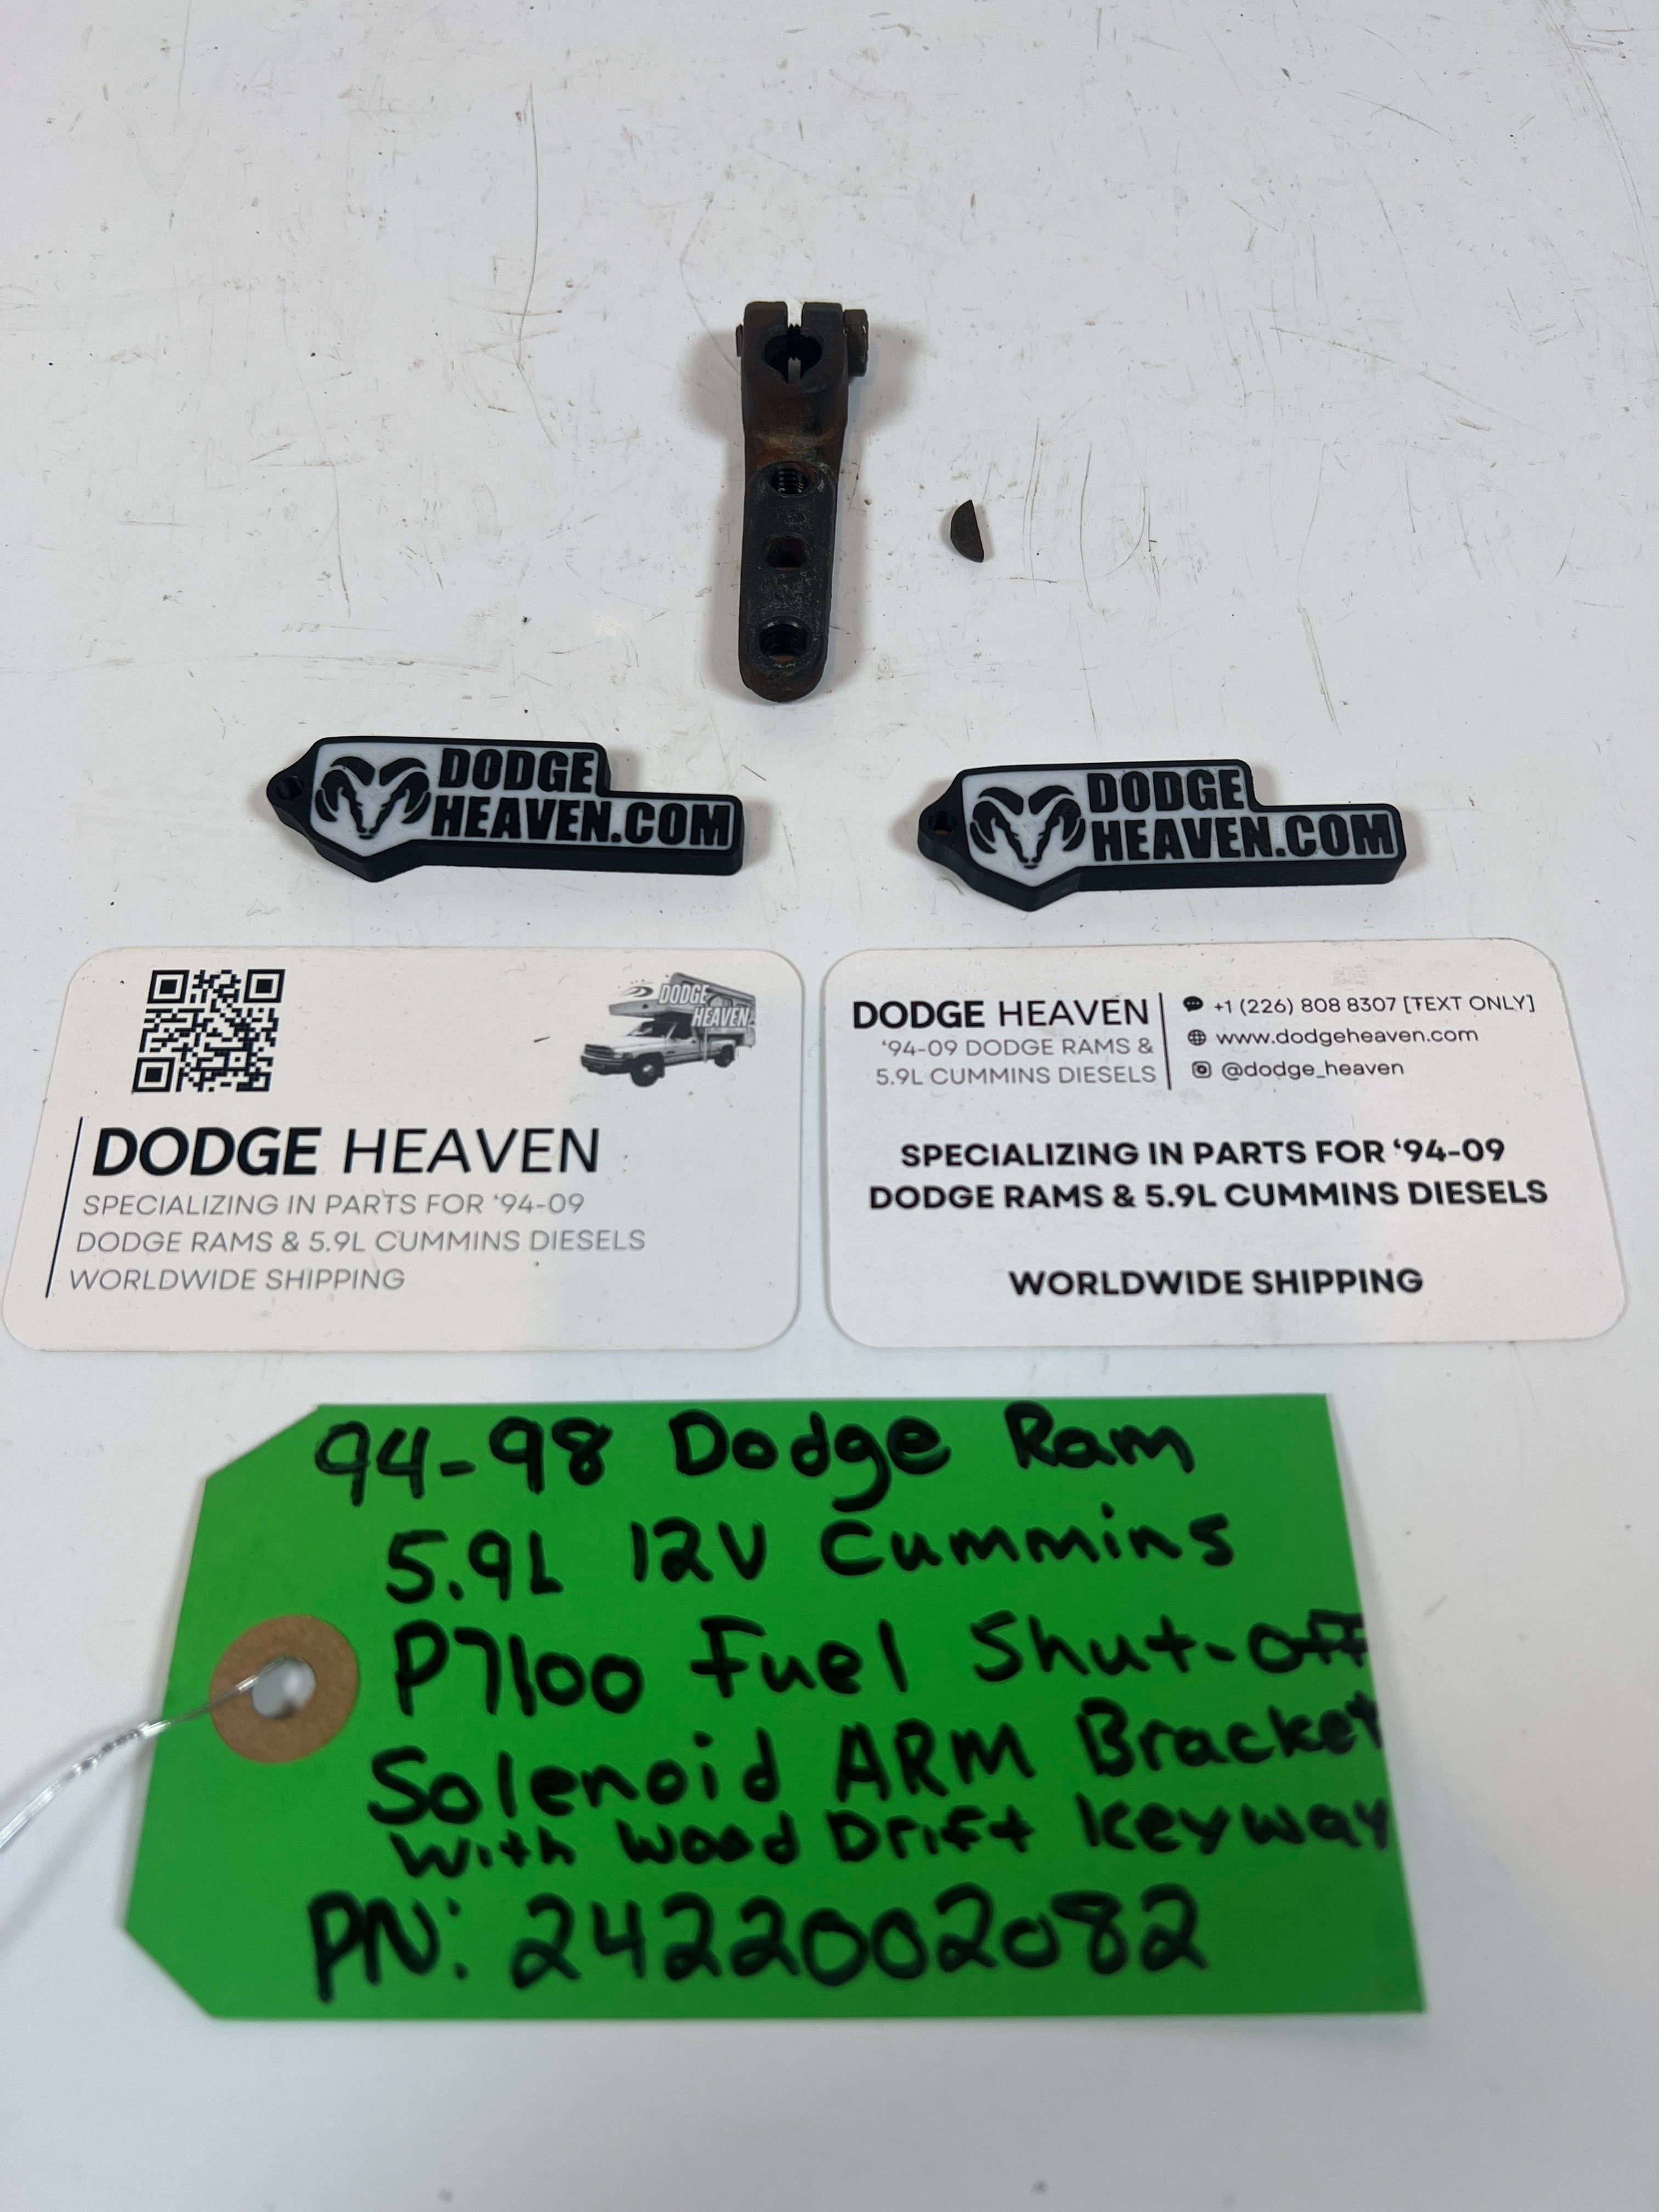 DODGE
HEAVEN.COM
DODGE
HEAVEN.COM
DODGE
HEAVEN
DODGE HEAVEN
SPECIALIZING IN PARTS FOR ‘94-09
DODGE RAMS & 5.9L CUMMINS DIESELS
WORLDWIDE SHIPPING
DODGE HEAVEN
‘94-09 DODGE RAMS &
5.9L CUMMINS DIESELS
+1 (226) 808 8307 [TEXT ONLY]
www.dodgeheaven.com
@dodge_heaven
SPECIALIZING IN PARTS FOR ‘94-09
DODGE RAMS & 5.9L CUMMINS DIESELS
WORLDWIDE SHIPPING
94-98 Dodge Ram
5.9L 12V Cummins
P7100 Fuel Shut-off
Solenoid ARM Bracket
With Wood Drift Keyway
PN: 2422002082